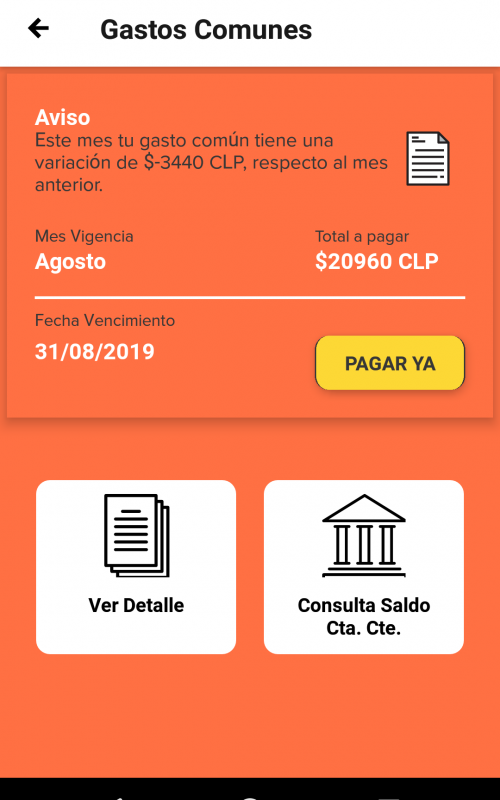 Gastos Comunes
Aviso
Este mes tu gasto común tiene una
variación de $-3440 CLP, respecto al mes
anterior.
Mes Vigencia
Total a pagar
Agosto
$20960 CLP
Fecha Vencimiento
31/08/2019
PAGAR YA
Ver Detalle
Consulta Saldo
Cta. Cte.